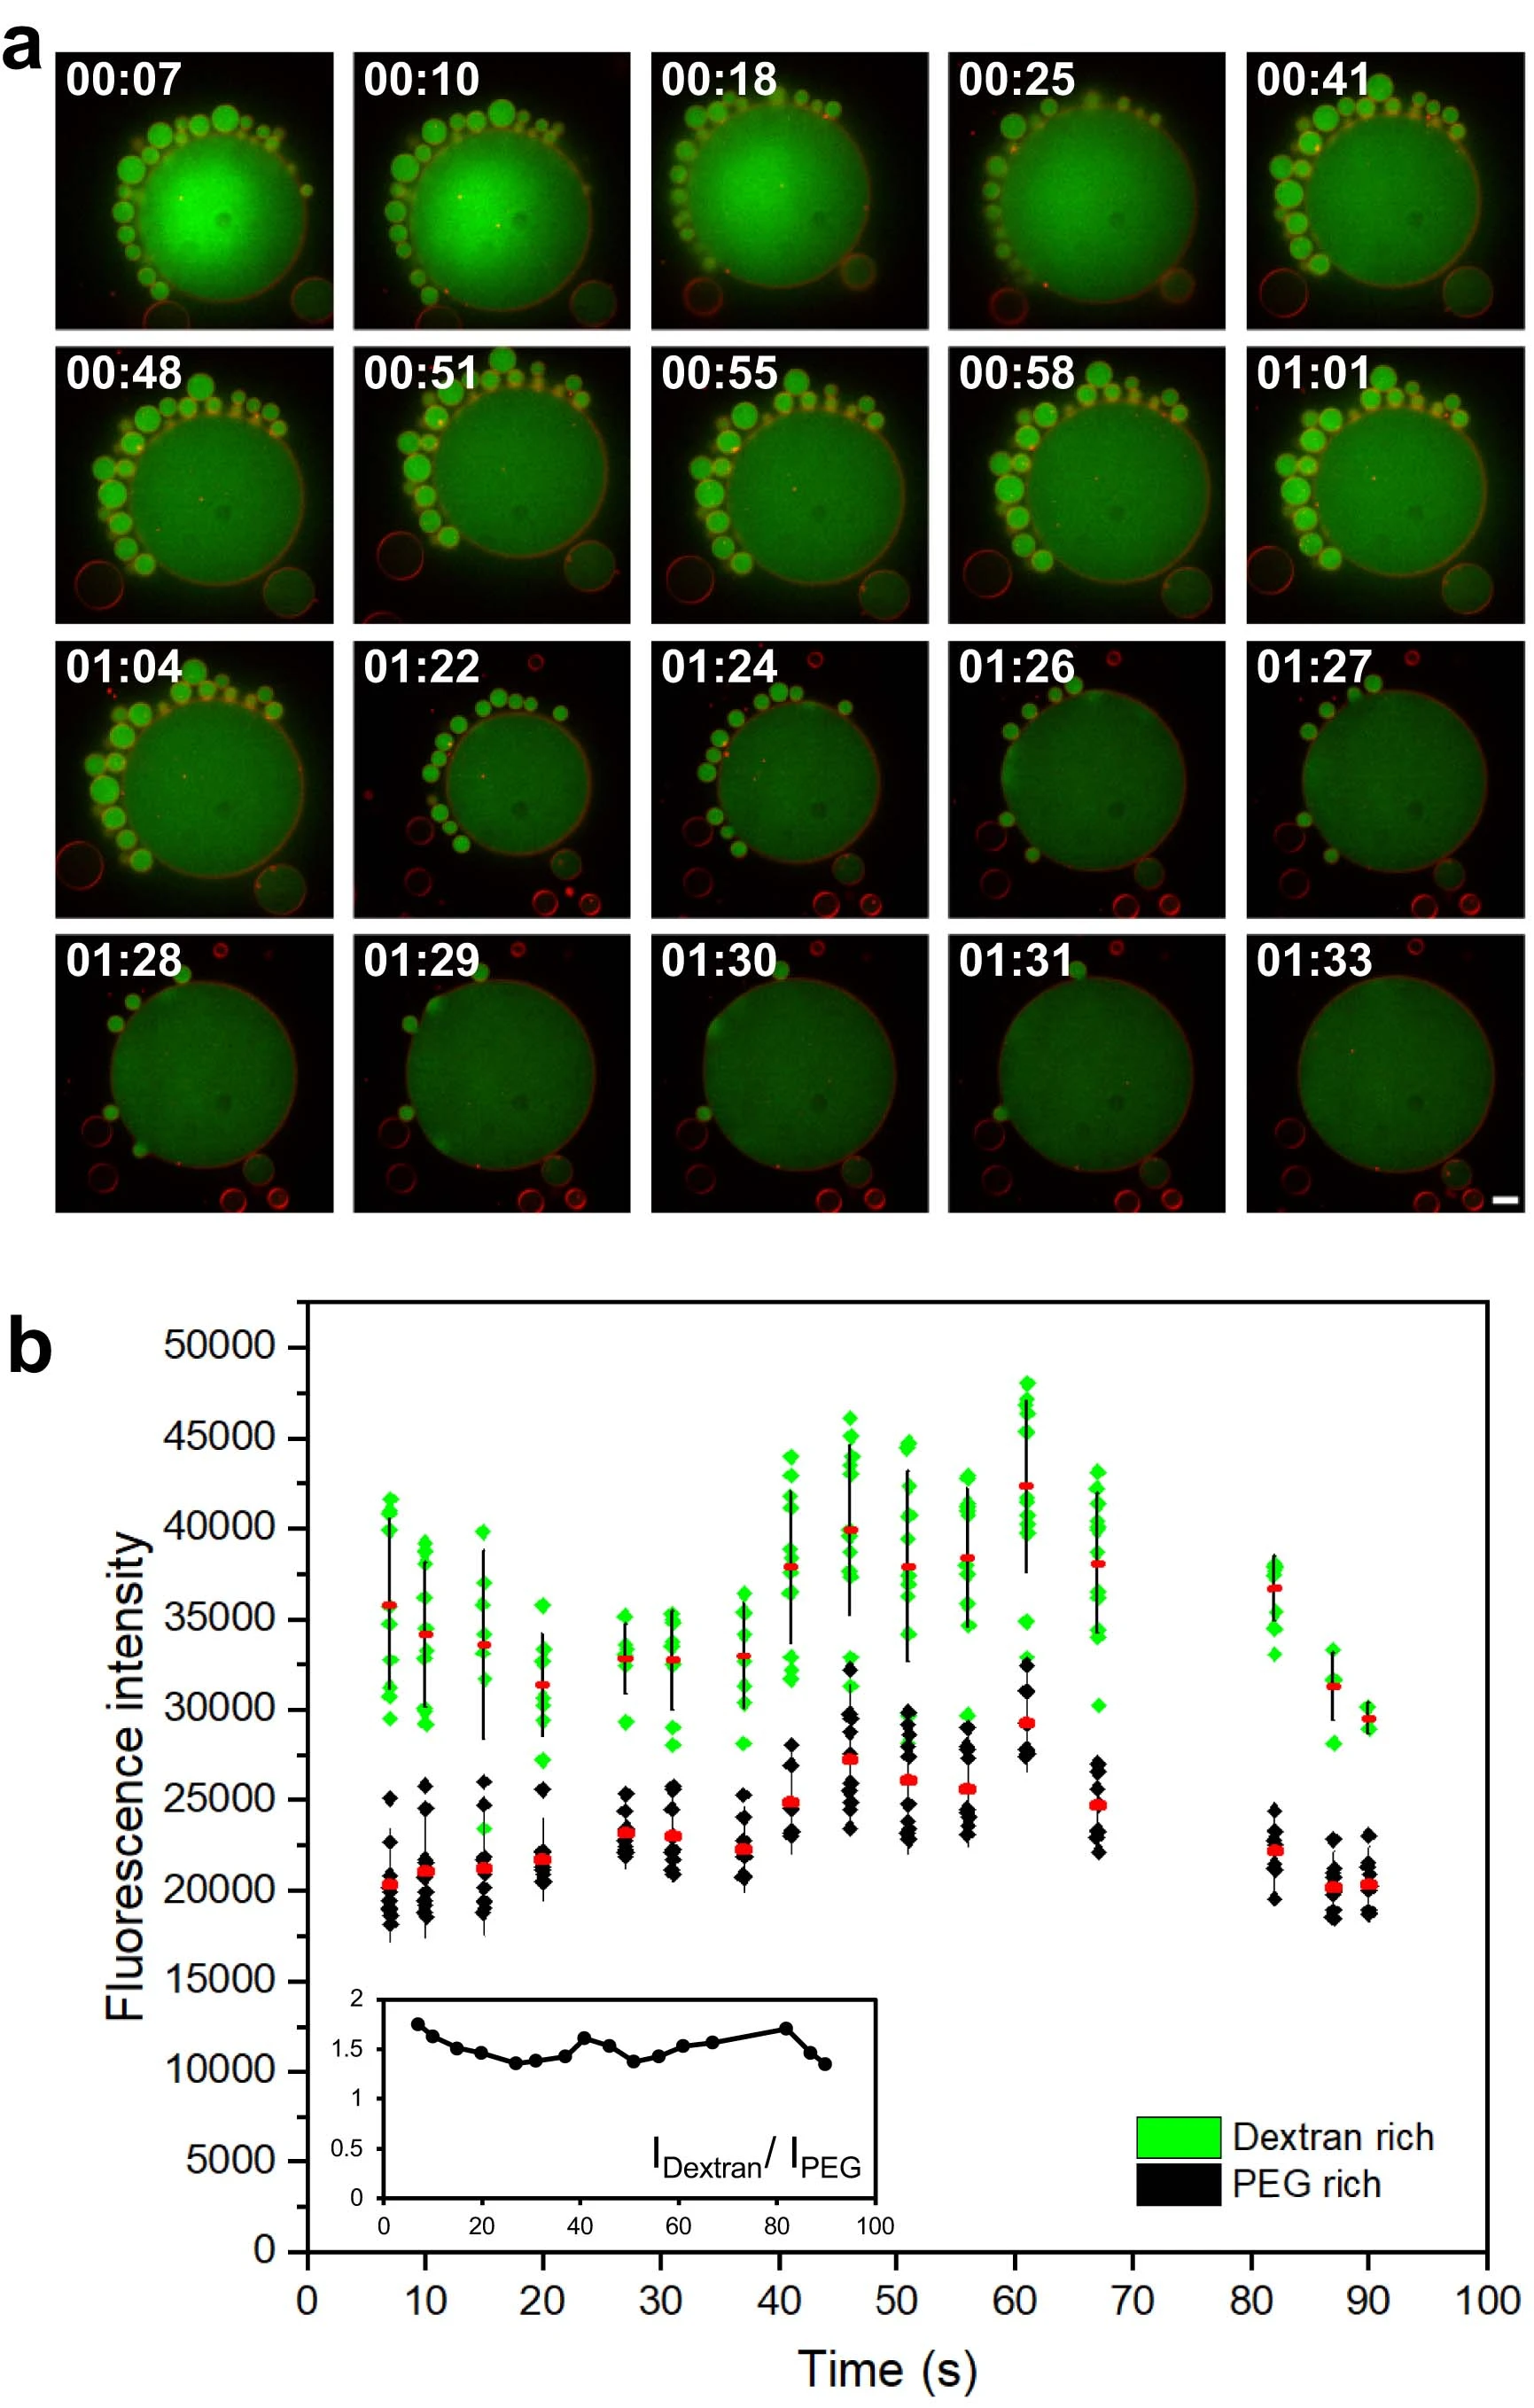 a
00:07 00:10 00:18 00:25 00:41
00:48 00:51 00:55 00:58 01:01
01:04 01:22 01:24 01:26 01:27
01:28 01:29 01:30 01:31 01:33
b
Fluorescence intensity
50000
45000
40000
35000
30000
25000
20000
15000
10000
5000
0
2
1.5
1
0.5
0
I Dextran / I PEG
0 20 40 60 80 100
Dextran rich
PEG rich
0 10 20 30 40 50 60 70 80 90 100
Time (s)